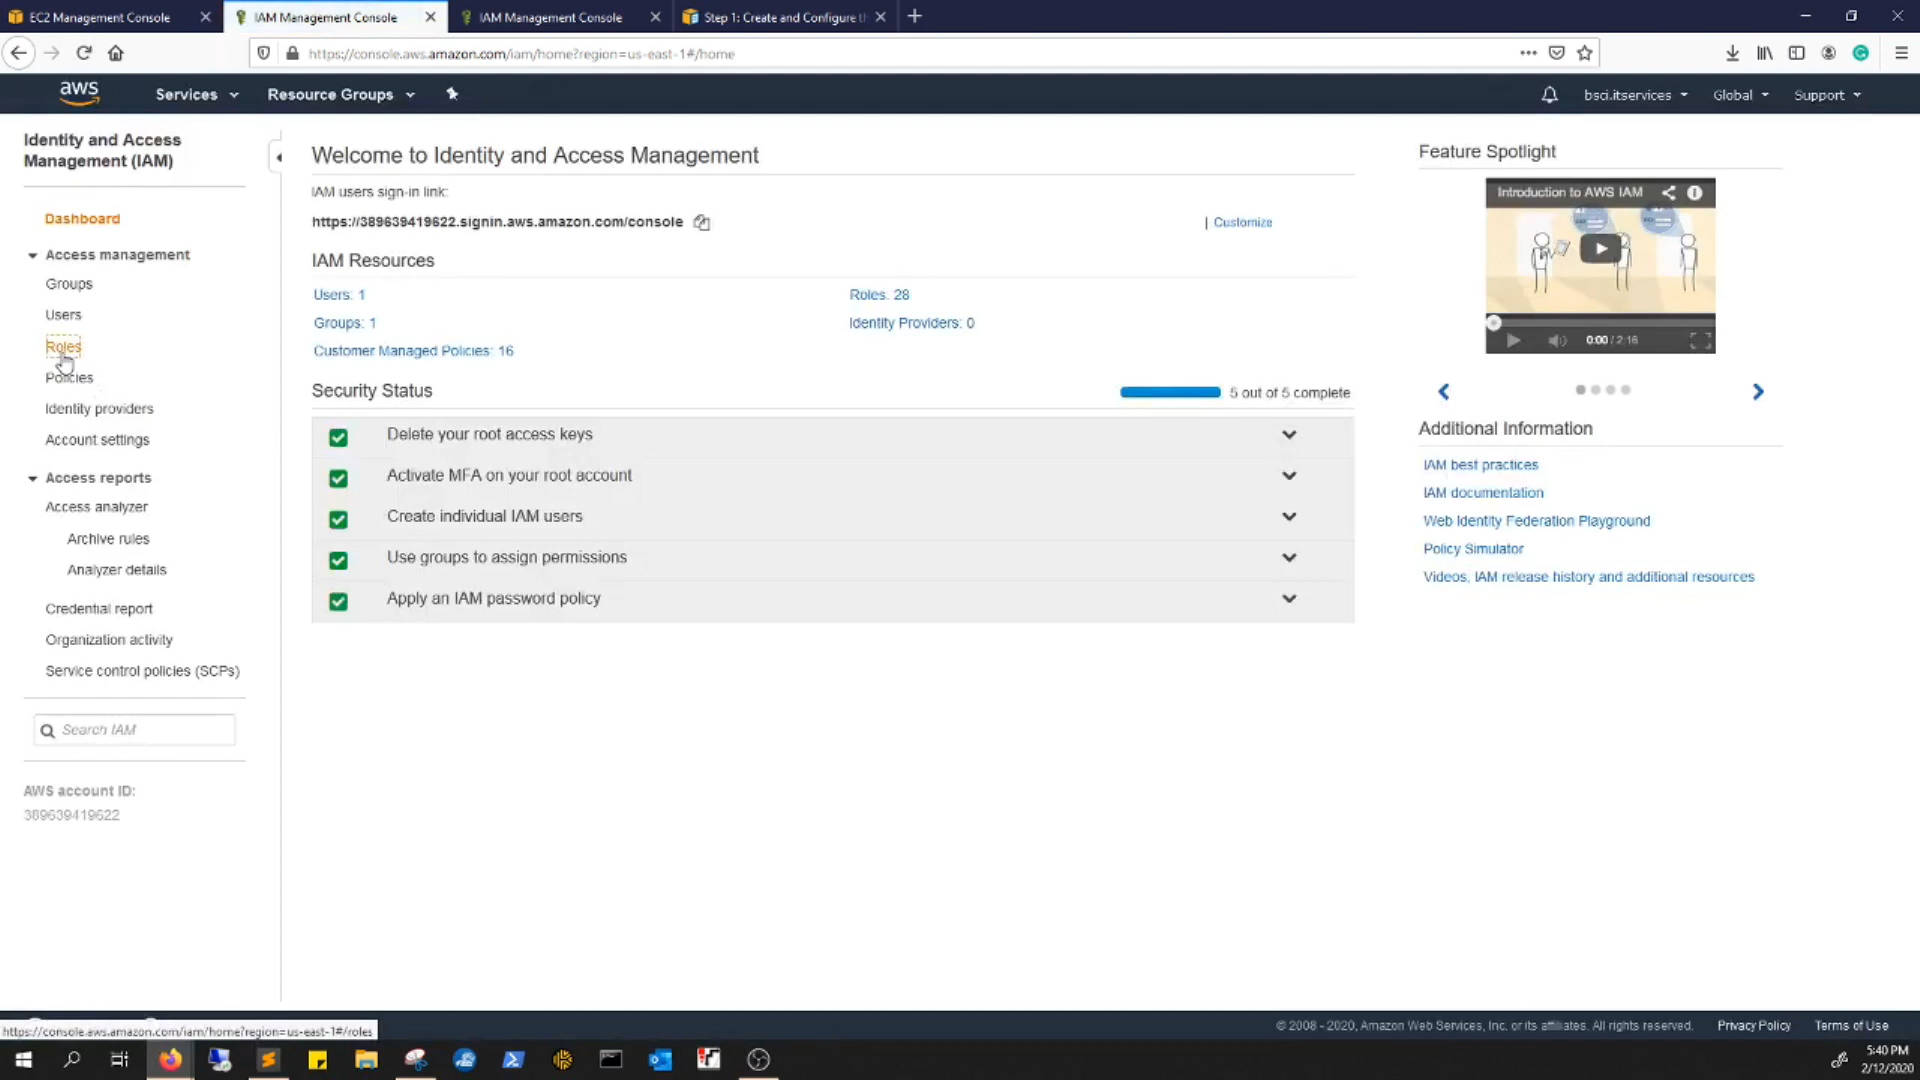 EC2 Management Console
IAM Management Console
IAM Management Console
Step 1: Create and Configure th
https://console.aws.amazon.com/iam/home?region=us-east-1#/home
aws
Services
Resource Groups
bsci.itservices
Global
Support
Identity and Access
Management (IAM)
Dashboard
Access management
Groups
Users
Roles
Policies
Identity providers
Account settings
Access reports
Access analyzer
Archive rules
Analyzer details
Credential report
Organization activity
Service control policies (SCPs)
Search IAM
AWS account ID:
389639419622
Welcome to Identity and Access Management
IAM users sign-in link:
https://389639419622.signin.aws.amazon.com/console
| Customize
IAM Resources
Users: 1
Roles: 28
Groups: 1
Identity Providers: 0
Customer Managed Policies: 16
Security Status
5 out of 5 complete
Delete your root access keys
Activate MFA on your root account
Create individual IAM users
Use groups to assign permissions
Apply an IAM password policy
Feature Spotlight
Introduction to AWS IAM
0:00 / 2:16
Additional Information
IAM best practices
IAM documentation
Web Identity Federation Playground
Policy Simulator
Videos, IAM release history and additional resources
https://console.aws.amazon.com/iam/home?region=us-east-1#/roles
© 2008 - 2020, Amazon Web Services, Inc. or its affiliates. All rights reserved.
Privacy Policy
Terms of Use
5:40 PM
2/12/2020